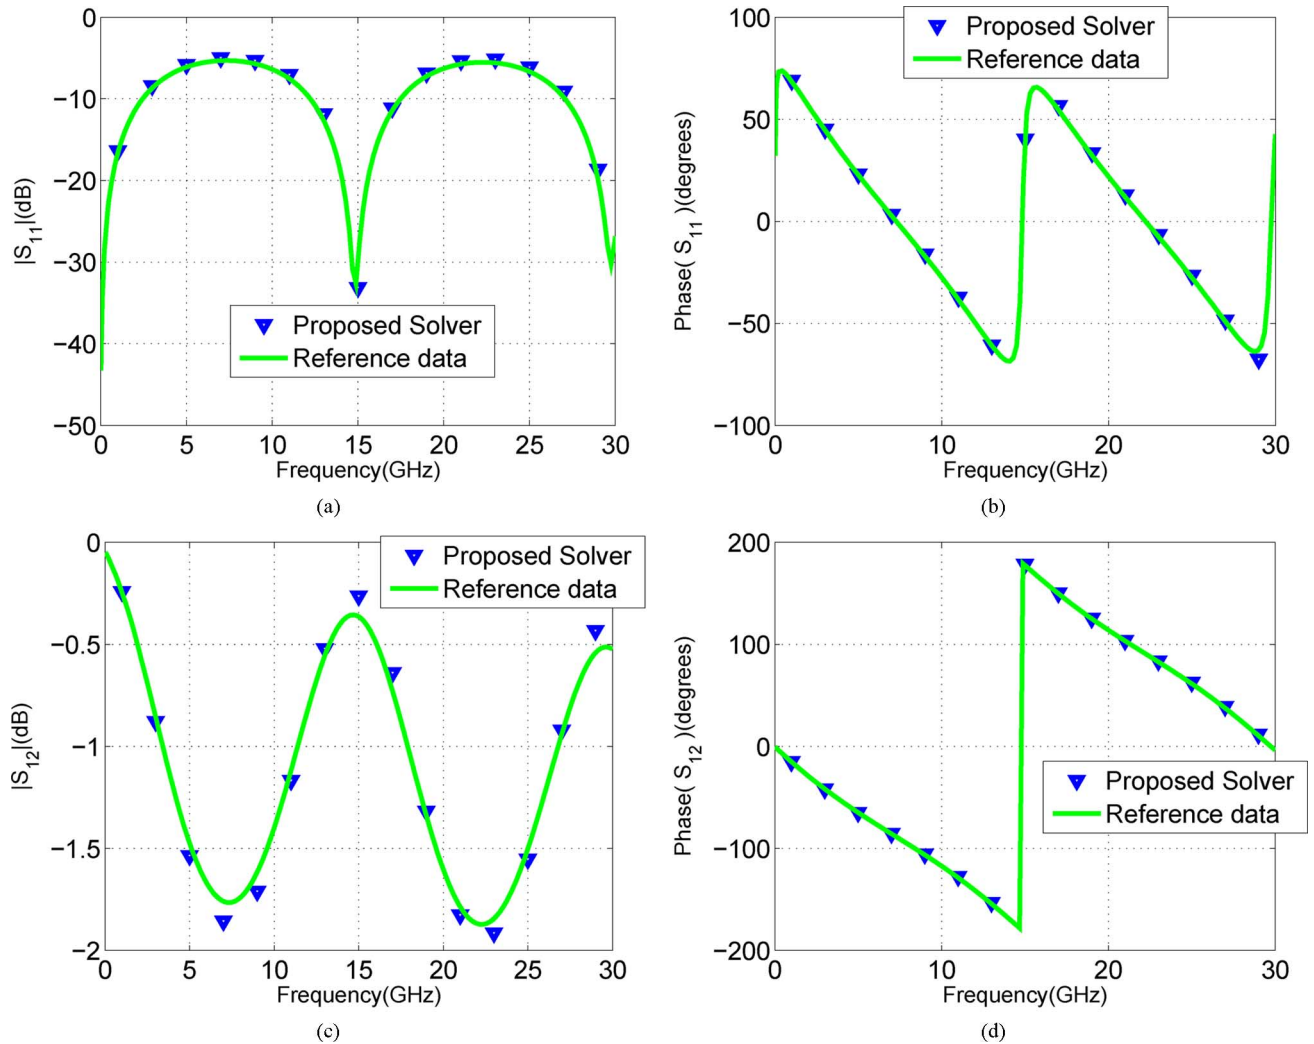 0
−10
−20
−30
−40
−50
|S11|(dB)
Proposed Solver
Reference data
0 5 10 15 20 25 30
Frequency(GHz)
(a)
100
50
0
−50
−100
Phase( S11 )(degrees)
Proposed Solver
Reference data
0 10 20 30
Frequency(GHz)
(b)
0
−0.5
−1
−1.5
−2
|S12|(dB)
Proposed Solver
Reference data
0 5 10 15 20 25 30
Frequency(GHz)
(c)
200
100
0
−100
−200
Phase( S12 )(degrees)
Proposed Solver
Reference data
0 10 20 30
Frequency(GHz)
(d)